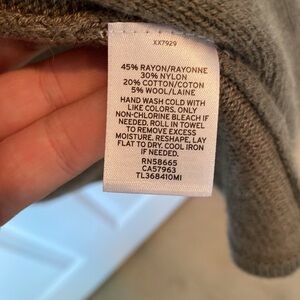 XX7929
45% RAYON/RAYONNE
30% NYLON
20% COTTON/COTON
5% WOOL/LAINE
HAND WASH COLD WITH
LIKE COLORS. ONLY
NON-CHLORINE BLEACH IF
NEEDED. ROLL IN TOWEL
TO REMOVE EXCESS
MOISTURE. RESHAPE, LAY
FLAT TO DRY. COOL IRON
IF NEEDED.
RN58665
CA57963
TL368410MI